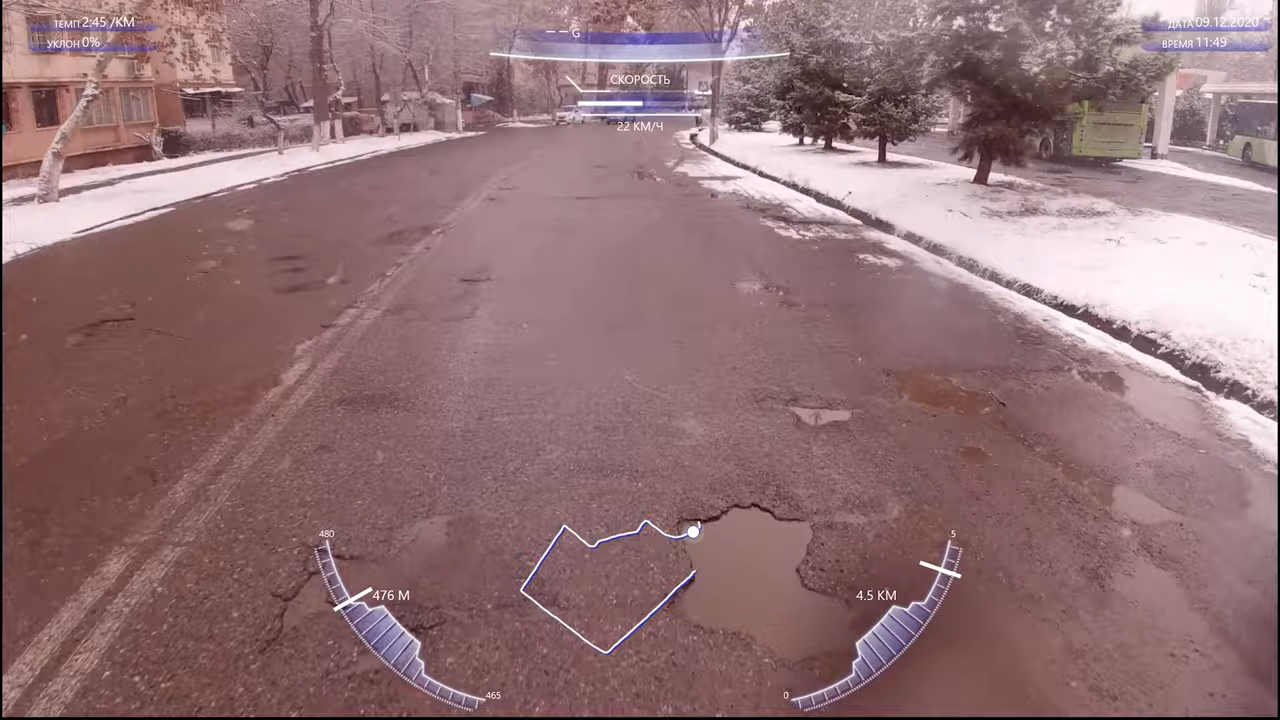 ТЕМП 2:45 /КМ
УКЛОН 0%
-- G
СКОРОСТЬ
22 КМ/Ч
ДАТА 09.12.2020
ВРЕМЯ 11:49
480
476 М
465
5
4.5 КМ
0